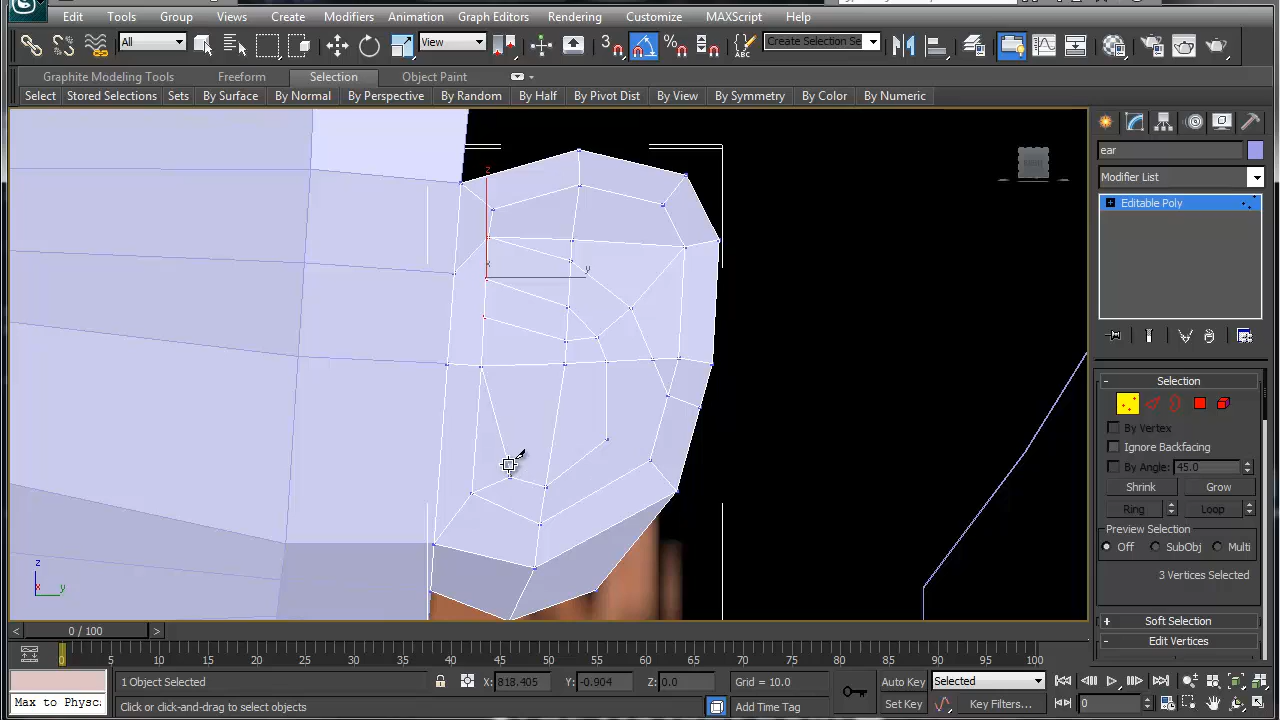 Edit Tools Group Views Create Modifiers Animation Graph Editors Rendering Customize MAXScript Help
All View 3 ABC Create Selection Se
Graphite Modeling Tools Freeform Selection Object Paint
Select Stored Selections Sets By Surface By Normal By Perspective By Random By Half By Pivot Dist By View By Symmetry By Color By Numeric
ear
Modifier List
Editable Poly
z
x y
z
x y
- Selection
By Vertex
Ignore Backfacing
By Angle: 45.0
Shrink Grow
Ring Loop
Preview Selection
Off SubObj Multi
3 Vertices Selected
+ Soft Selection
- Edit Vertices
< 0 / 100 >
0 5 10 15 20 25 30 35 40 45 50 55 60 65 70 75 80 85 90 95 100
1 Object Selected X: 818.405 Y: -0.904 Z: 0.0 Grid = 10.0 Auto Key Selected
Max to Physc Click or click-and-drag to select objects Add Time Tag Set Key Key Filters... 0